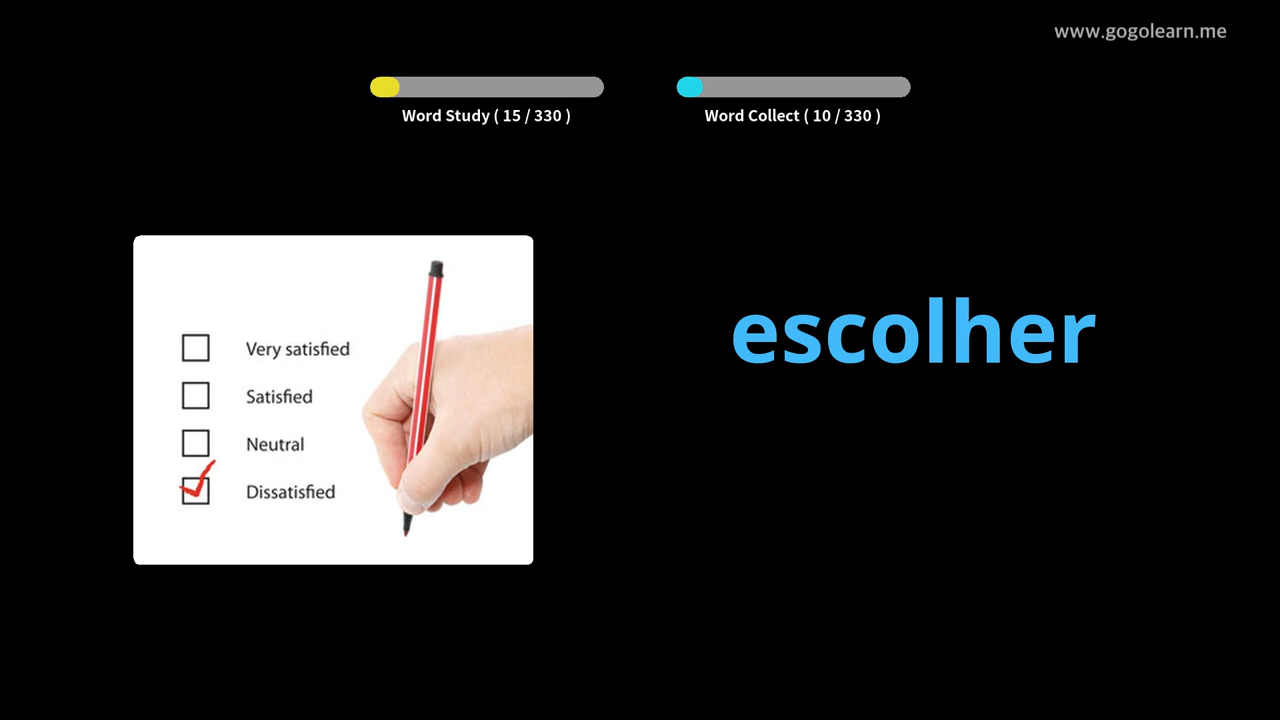 www.gogolearn.me
Word Study ( 15 / 330 )
Word Collect ( 10 / 330 )
escolher
Very satisfied
Satisfied
Neutral
Dissatisfied